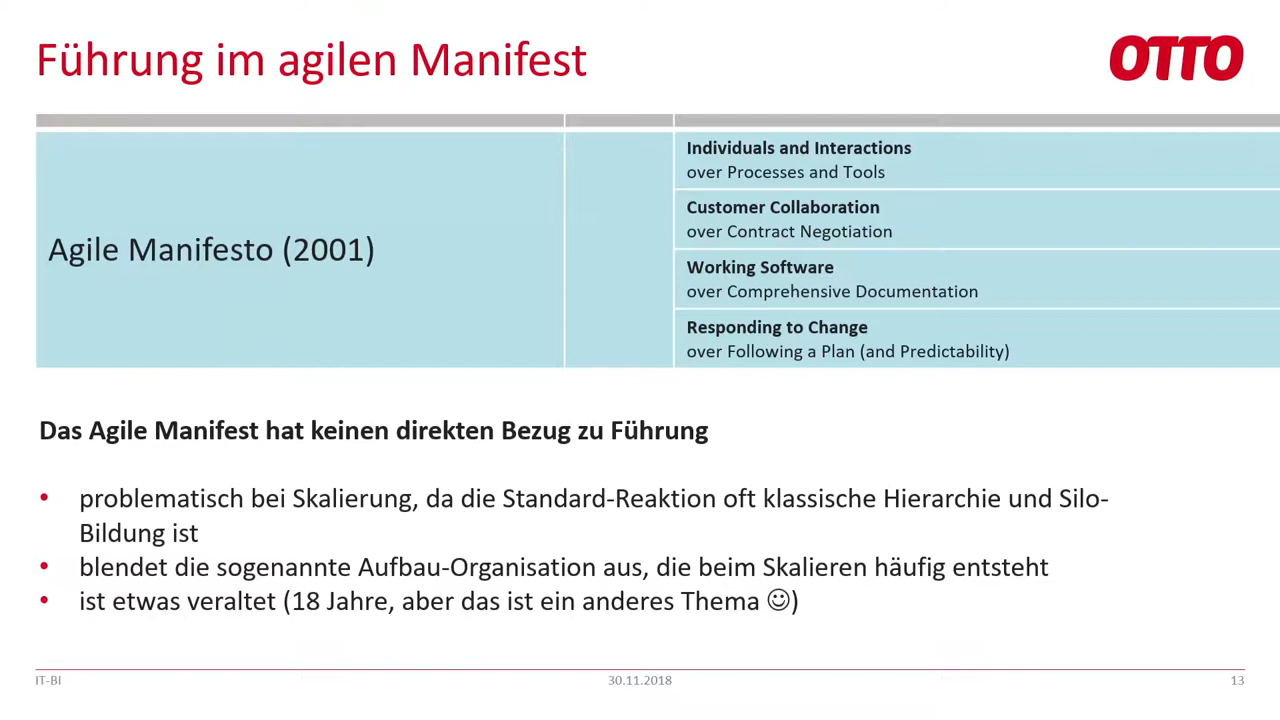 Führung im agilen Manifest
OTTO
Agile Manifesto (2001)
Individuals and Interactions
over Processes and Tools
Customer Collaboration
over Contract Negotiation
Working Software
over Comprehensive Documentation
Responding to Change
over Following a Plan (and Predictability)
Das Agile Manifest hat keinen direkten Bezug zu Führung
• problematisch bei Skalierung, da die Standard-Reaktion oft klassische Hierarchie und Silo-
Bildung ist
• blendet die sogenannte Aufbau-Organisation aus, die beim Skalieren häufig entsteht
• ist etwas veraltet (18 Jahre, aber das ist ein anderes Thema ☺)
IT-BI
30.11.2018
13